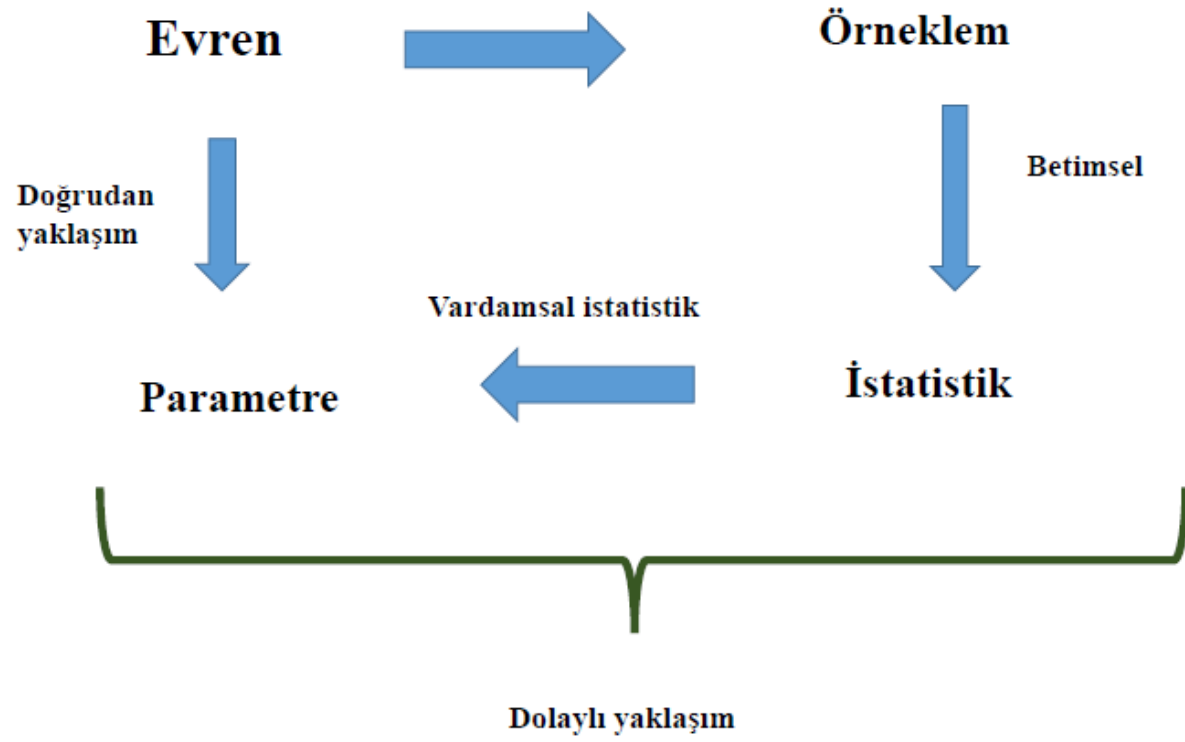 Evren
Örneklem
Doğrudan
yaklaşım
Betimsel
Vardamsal istatistik
Parametre
İstatistik
Dolaylı yaklaşım